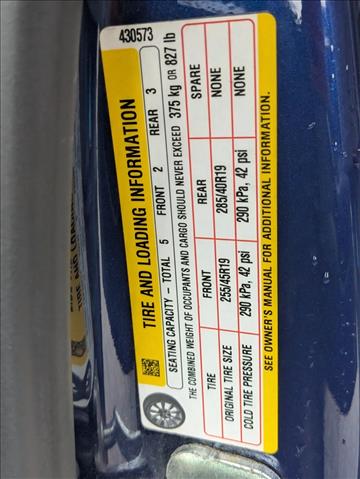 430573
TIRE AND LOADING INFORMATION
SEATING CAPACITY – TOTAL 5 FRONT 2 REAR 3
THE COMBINED WEIGHT OF OCCUPANTS AND CARGO SHOULD NEVER EXCEED 375 kg OR 827 lb
TIRE FRONT REAR SPARE
ORIGINAL TIRE SIZE 255/45R19 285/40R19 NONE
COLD TIRE PRESSURE 290 kPa, 42 psi 290 kPa, 42 psi NONE
SEE OWNER'S MANUAL FOR ADDITIONAL INFORMATION.